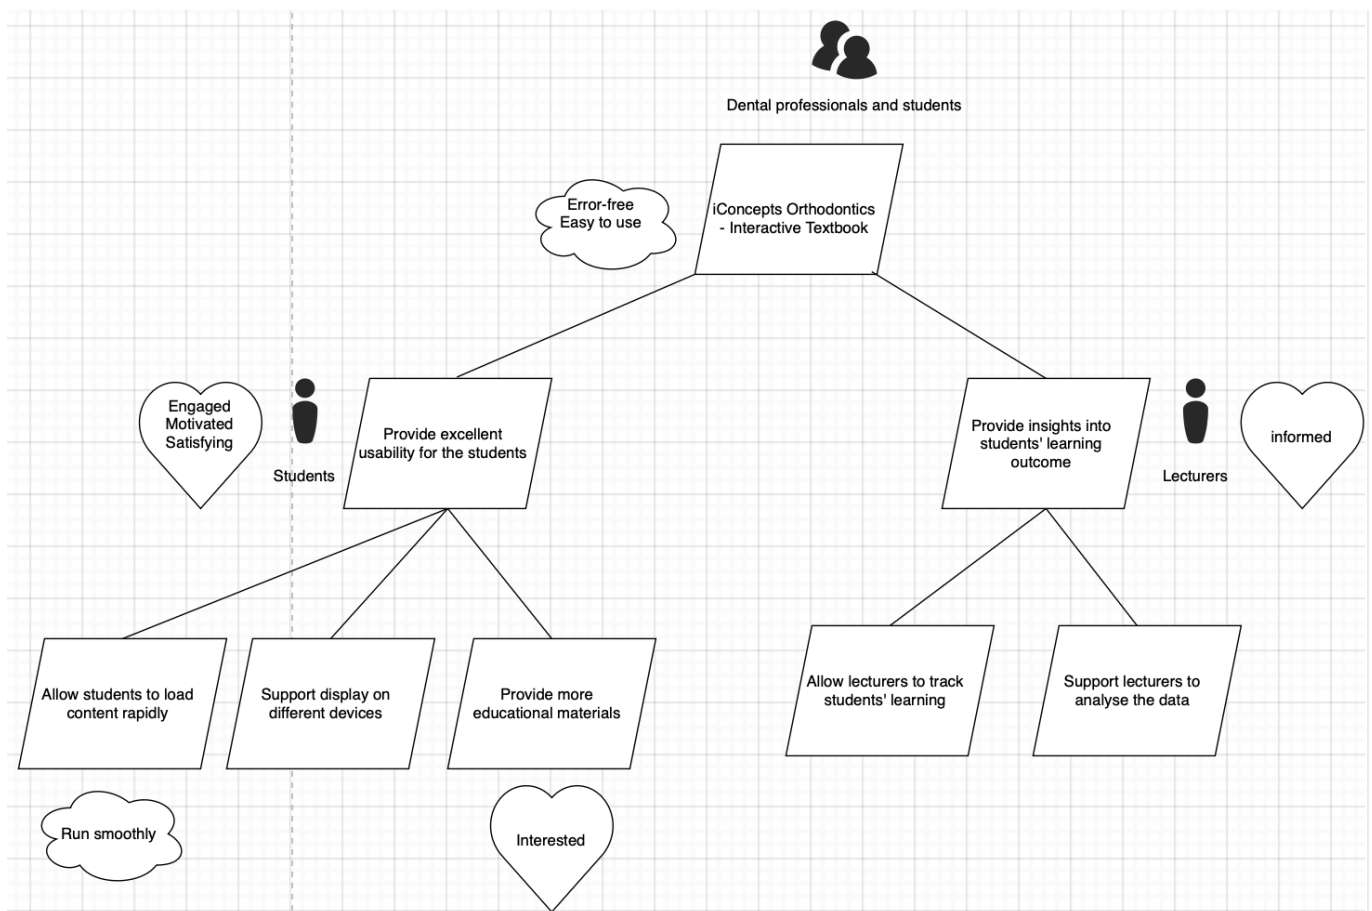 Dental professionals and students
Error-free
Easy to use
iConcepts Orthodontics
- Interactive Textbook
Engaged
Motivated
Satisfying
Students
Provide excellent
usability for the students
Provide insights into
students' learning
outcome
Lecturers
informed
Allow students to load
content rapidly
Support display on
different devices
Provide more
educational materials
Allow lecturers to track
students' learning
Support lecturers to
analyse the data
Run smoothly
Interested